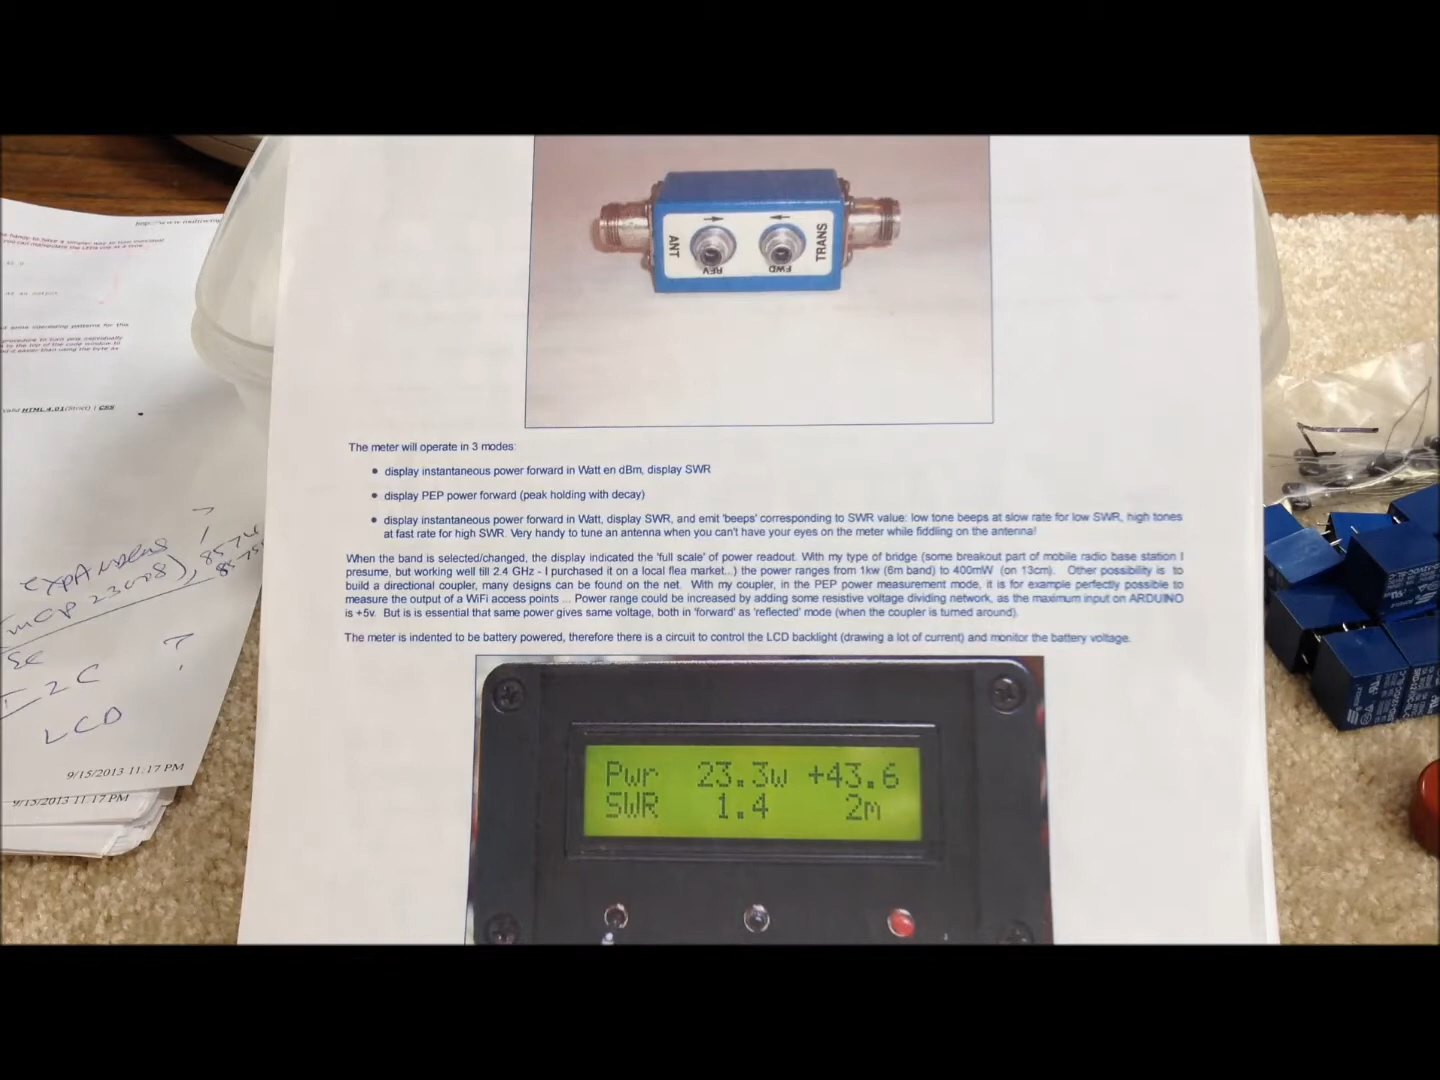 http://www.
valid HTML 4.01(Strict) | CSS
as output
expanders
mcp 23008)
I2C
LCD
?
9/15/2013 11:17 PM
9/15/2013 11:17 PM
ANT
REV
FWD
TRANS
The meter will operate in 3 modes:
display instantaneous power forward in Watt en dBm, display SWR
display PEP power forward (peak holding with decay)
display instantaneous power forward in Watt, display SWR, and emit 'beeps' corresponding to SWR value: low tone beeps at slow rate for low SWR, high tones
at fast rate for high SWR. Very handy to tune an antenna when you can't have your eyes on the meter while fiddling on the antenna!
When the band is selected/changed, the display indicated the 'full scale' of power readout. With my type of bridge (some breakout part of mobile radio base station I
presume, but working well till 2.4 GHz - I purchased it on a local flea market...) the power ranges from 1kw (6m band) to 400mW (on 13cm). Other possibility is to
build a directional coupler, many designs can be found on the net. With my coupler, in the PEP power measurement mode, it is for example perfectly possible to
measure the output of a WiFi access points ... Power range could be increased by adding some resistive voltage dividing network, as the maximum input on ARDUINO
is +5v. But is is essential that same power gives same voltage, both in 'forward' as 'reflected' mode (when the coupler is turned around).
The meter is indented to be battery powered, therefore there is a circuit to control the LCD backlight (drawing a lot of current) and monitor the battery voltage.
Pwr 23.3w +43.6
SWR 1.4 2m